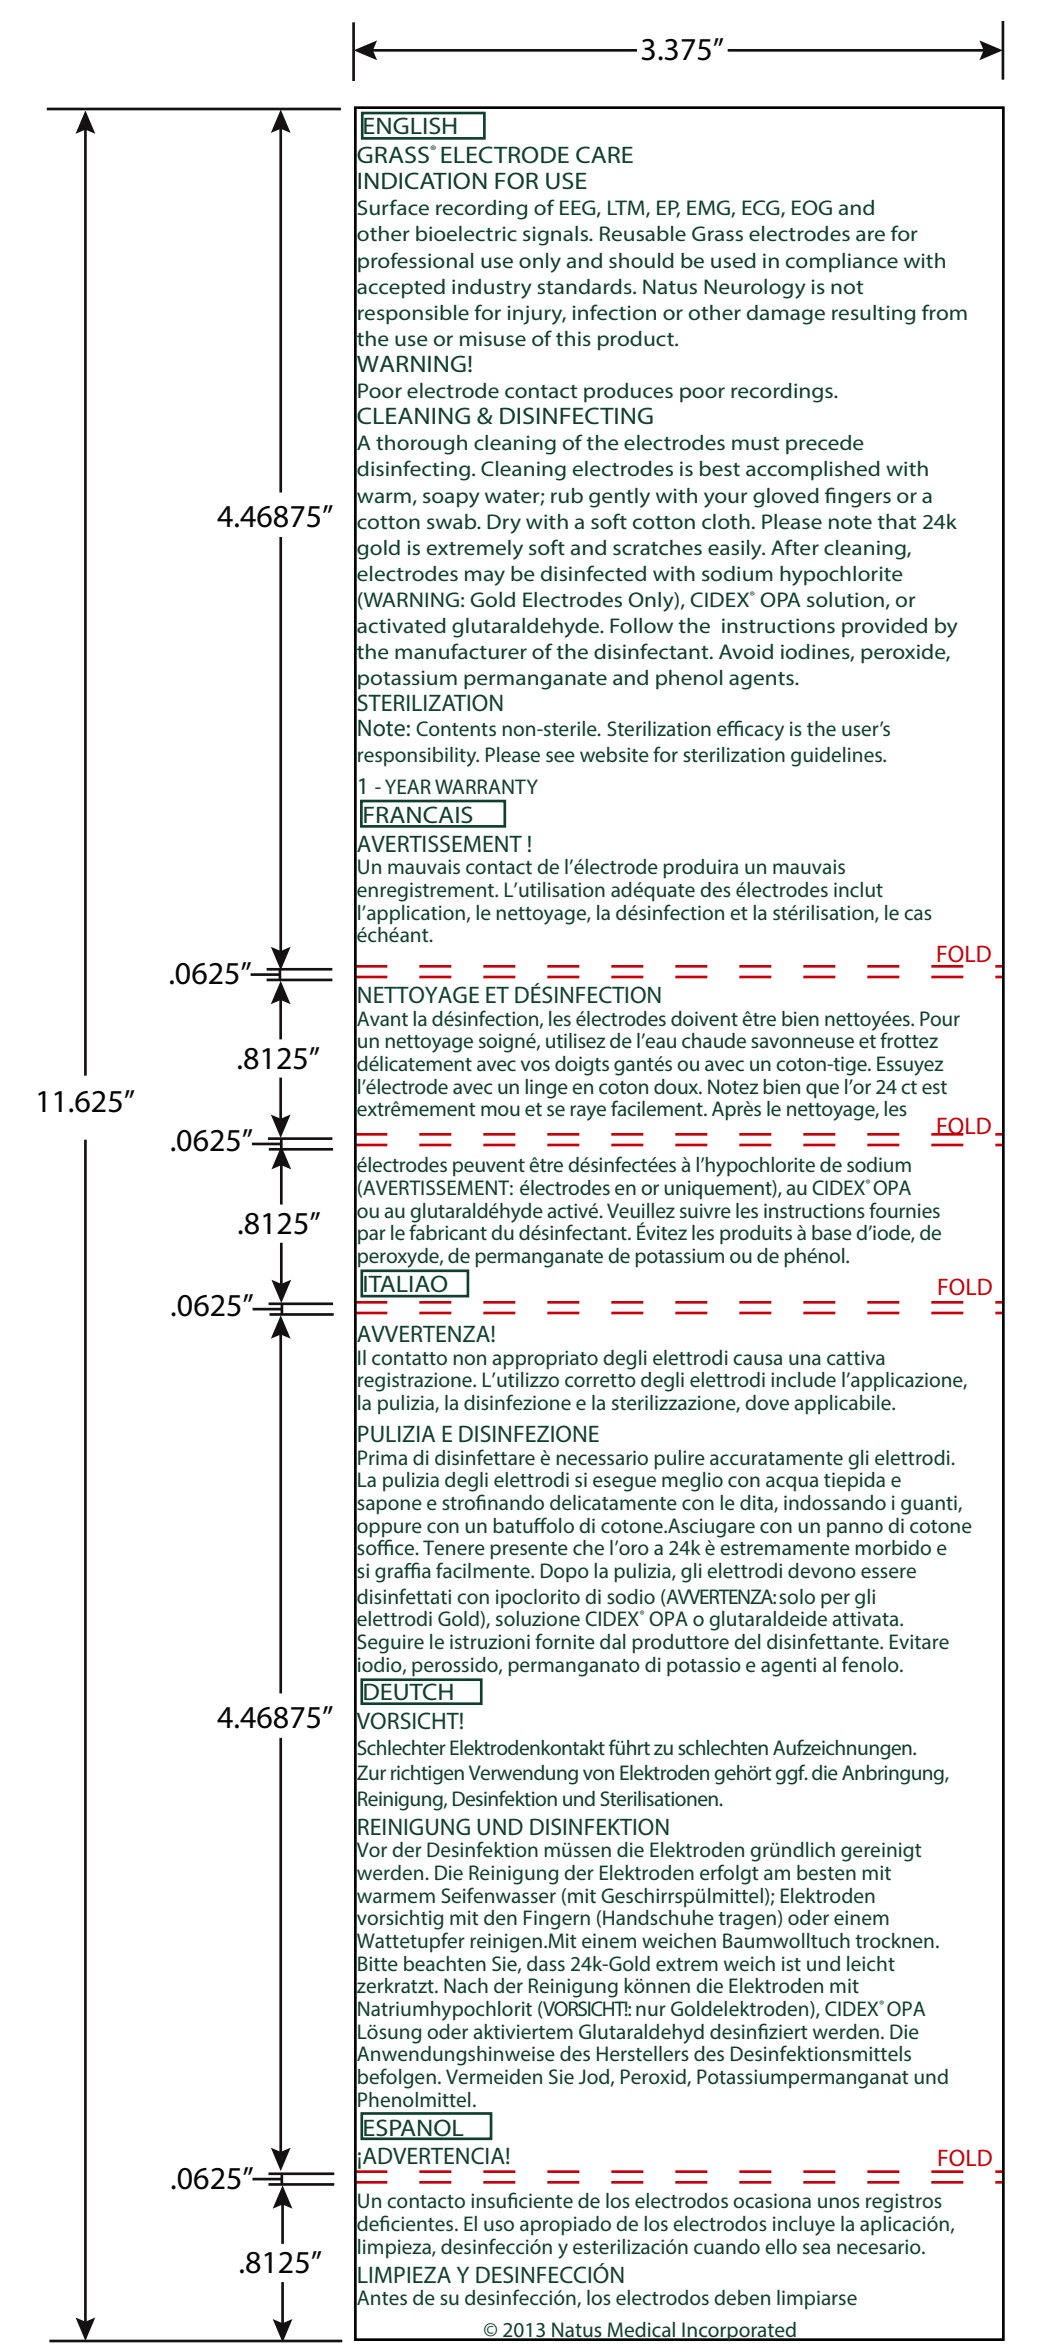 3.375″
ENGLISH
GRASS® ELECTRODE CARE
INDICATION FOR USE
Surface recording of EEG, LTM, EP, EMG, ECG, EOG and
other bioelectric signals. Reusable Grass electrodes are for
professional use only and should be used in compliance with
accepted industry standards. Natus Neurology is not
responsible for injury, infection or other damage resulting from
the use or misuse of this product.
WARNING!
Poor electrode contact produces poor recordings.
CLEANING & DISINFECTING
A thorough cleaning of the electrodes must precede
disinfecting. Cleaning electrodes is best accomplished with
warm, soapy water; rub gently with your gloved fingers or a
4.46875″
cotton swab. Dry with a soft cotton cloth. Please note that 24k
gold is extremely soft and scratches easily. After cleaning,
electrodes may be disinfected with sodium hypochlorite
(WARNING: Gold Electrodes Only), CIDEX® OPA solution, or
activated glutaraldehyde. Follow the  instructions provided by
the manufacturer of the disinfectant. Avoid iodines, peroxide,
potassium permanganate and phenol agents.
STERILIZATION
Note: Contents non-sterile. Sterilization efficacy is the user’s
responsibility. Please see website for sterilization guidelines.
1 - YEAR WARRANTY
FRANCAIS
AVERTISSEMENT !
Un mauvais contact de l’électrode produira un mauvais
enregistrement. L’utilisation adéquate des électrodes inclut
l’application, le nettoyage, la désinfection et la stérilisation, le cas
échéant.
FOLD
.0625″
NETTOYAGE ET DÉSINFECTION
Avant la désinfection, les électrodes doivent être bien nettoyées. Pour
un nettoyage soigné, utilisez de l’eau chaude savonneuse et frottez
.8125″
délicatement avec vos doigts gantés ou avec un coton-tige. Essuyez
l’électrode avec un linge en coton doux. Notez bien que l’or 24 ct est
11.625″
extrêmement mou et se raye facilement. Après le nettoyage, les
FOLD
.0625″
électrodes peuvent être désinfectées à l’hypochlorite de sodium
(AVERTISSEMENT: électrodes en or uniquement), au CIDEX® OPA
ou au glutaraldéhyde activé. Veuillez suivre les instructions fournies
.8125″
par le fabricant du désinfectant. Évitez les produits à base d’iode, de
peroxyde, de permanganate de potassium ou de phénol.
ITALIAO
FOLD
.0625″
AVVERTENZA!
Il contatto non appropriato degli elettrodi causa una cattiva
registrazione. L’utilizzo corretto degli elettrodi include l’applicazione,
la pulizia, la disinfezione e la sterilizzazione, dove applicabile.
PULIZIA E DISINFEZIONE
Prima di disinfettare è necessario pulire accuratamente gli elettrodi.
La pulizia degli elettrodi si esegue meglio con acqua tiepida e
sapone e strofinando delicatamente con le dita, indossando i guanti,
oppure con un batuffolo di cotone.Asciugare con un panno di cotone
soffice. Tenere presente che l’oro a 24k è estremamente morbido e
si graffia facilmente. Dopo la pulizia, gli elettrodi devono essere
disinfettati con ipoclorito di sodio (AVVERTENZA: solo per gli
elettrodi Gold), soluzione CIDEX® OPA o glutaraldeide attivata.
Seguire le istruzioni fornite dal produttore del disinfettante. Evitare
iodio, perossido, permanganato di potassio e agenti al fenolo.
DEUTCH
4.46875″
VORSICHT!
Schlechter Elektrodenkontakt führt zu schlechten Aufzeichnungen.
Zur richtigen Verwendung von Elektroden gehört ggf. die Anbringung,
Reinigung, Desinfektion und Sterilisationen.
REINIGUNG UND DISINFEKTION
Vor der Desinfektion müssen die Elektroden gründlich gereinigt
werden. Die Reinigung der Elektroden erfolgt am besten mit
warmem Seifenwasser (mit Geschirrspülmittel); Elektroden
vorsichtig mit den Fingern (Handschuhe tragen) oder einem
Wattetupfer reinigen.Mit einem weichen Baumwolltuch trocknen.
Bitte beachten Sie, dass 24k-Gold extrem weich ist und leicht
zerkratzt. Nach der Reinigung können die Elektroden mit
Natriumhypochlorit (VORSICHT!: nur Goldelektroden), CIDEX® OPA
Lösung oder aktiviertem Glutaraldehyd desinfiziert werden. Die
Anwendungshinweise des Herstellers des Desinfektionsmittels
befolgen. Vermeiden Sie Jod, Peroxid, Potassiumpermanganat und
Phenolmittel.
ESPANOL
¡ADVERTENCIA!
FOLD
.0625″
Un contacto insuficiente de los electrodos ocasiona unos registros
deficientes. El uso apropiado de los electrodos incluye la aplicación,
limpieza, desinfección y esterilización cuando ello sea necesario.
.8125″
LIMPIEZA Y DESINFECCIÓN
Antes de su desinfección, los electrodos deben limpiarse
© 2013 Natus Medical Incorporated